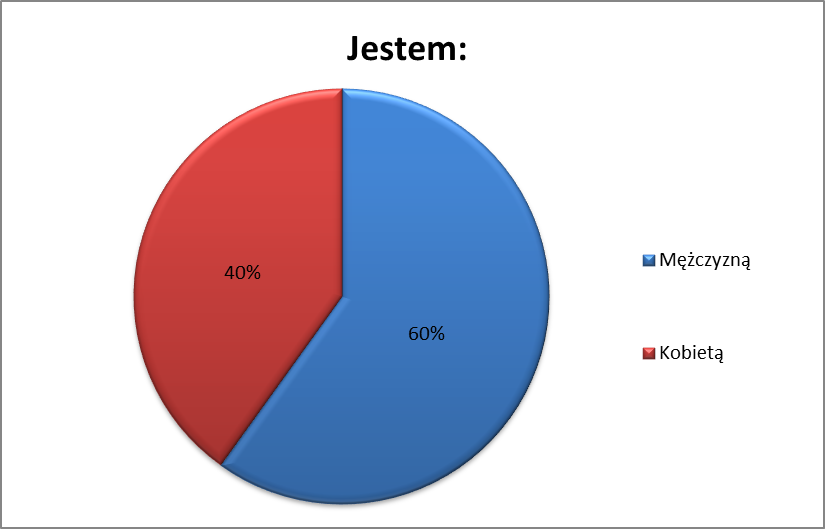 Jestem:
40%
60%
Mężczyzną
Kobietą